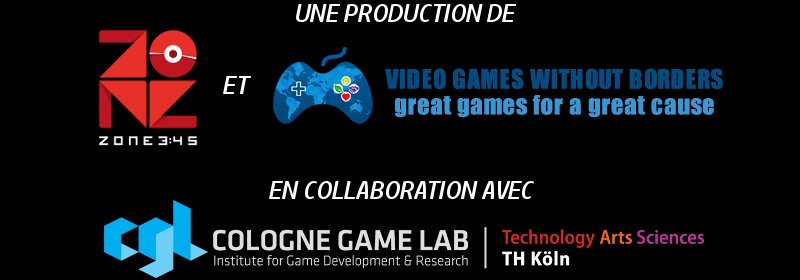 UNE PRODUCTION DE
ZONE
ZONE3:45
ET
VIDEO GAMES WITHOUT BORDERS
great games for a great cause
EN COLLABORATION AVEC
cgl
COLOGNE GAME LAB
Institute for Game Development & Research
Technology Arts Sciences
TH Köln